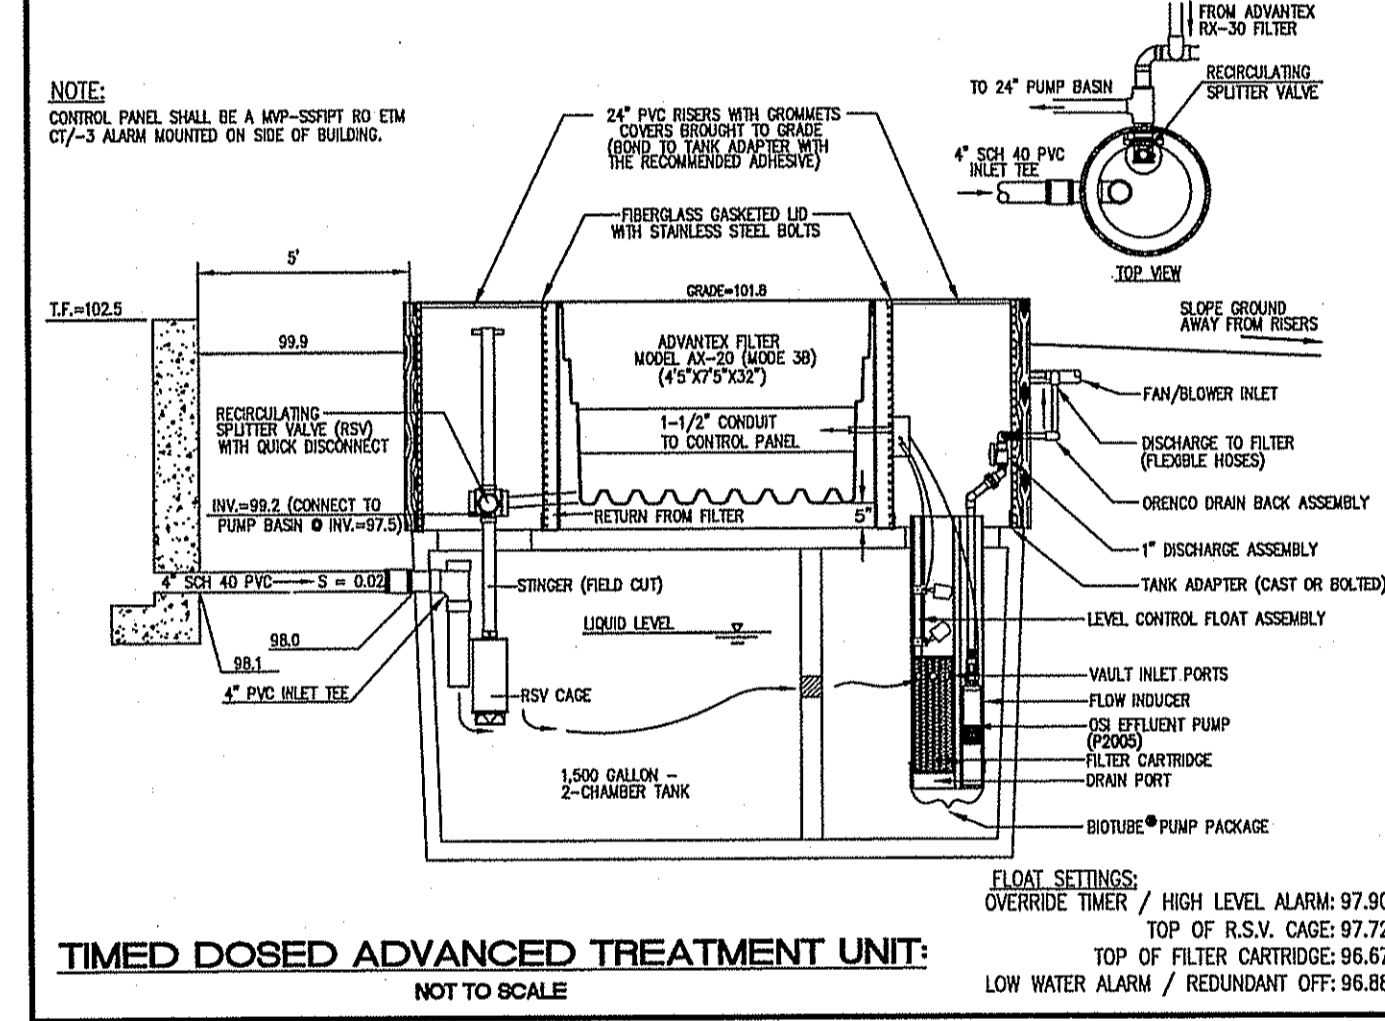 FROM ADVANTEX
RX-30 FILTER
RECIRCULATING
SPLITTER VALVE
TO 24" PUMP BASIN
4" SCH 40 PVC
INLET TEE
TOP VIEW
NOTE:
CONTROL PANEL SHALL BE A MVP-SSFIPT RO ETM
CT/-3 ALARM MOUNTED ON SIDE OF BUILDING.
24" PVC RISERS WITH GROMMETS
COVERS BROUGHT TO GRADE
(BOND TO TANK ADAPTER WITH
THE RECOMMENDED ADHESIVE)
FIBERGLASS GASKETED LID
WITH STAINLESS STEEL BOLTS
5'
T.F.=102.5
99.9
GRADE=101.8
ADVANTEX FILTER
MODEL AX-20 (MODE 3B)
(4'5"X7'5"X32")
1-1/2" CONDUIT
TO CONTROL PANEL
SLOPE GROUND
AWAY FROM RISERS
FAN/BLOWER INLET
DISCHARGE TO FILTER
(FLEXIBLE HOSES)
ORENCO DRAIN BACK ASSEMBLY
1" DISCHARGE ASSEMBLY
TANK ADAPTER (CAST OR BOLTED)
RECIRCULATING
SPLITTER VALVE (RSV)
WITH QUICK DISCONNECT
INV.=99.2 (CONNECT TO
PUMP BASIN @ INV.=97.5)
RETURN FROM FILTER
5"
4" SCH 40 PVC S = 0.02
STINGER (FIELD CUT)
LIQUID LEVEL
LEVEL CONTROL FLOAT ASSEMBLY
98.0
98.1
4" PVC INLET TEE
RSV CAGE
VAULT INLET PORTS
FLOW INDUCER
OSI EFFLUENT PUMP
(P2005)
FILTER CARTRIDGE
DRAIN PORT
1,500 GALLON -
2-CHAMBER TANK
BIOTUBE® PUMP PACKAGE
FLOAT SETTINGS:
OVERRIDE TIMER / HIGH LEVEL ALARM: 97.90
TOP OF R.S.V. CAGE: 97.72
TOP OF FILTER CARTRIDGE: 96.67
LOW WATER ALARM / REDUNDANT OFF: 96.88
TIMED DOSED ADVANCED TREATMENT UNIT:
NOT TO SCALE